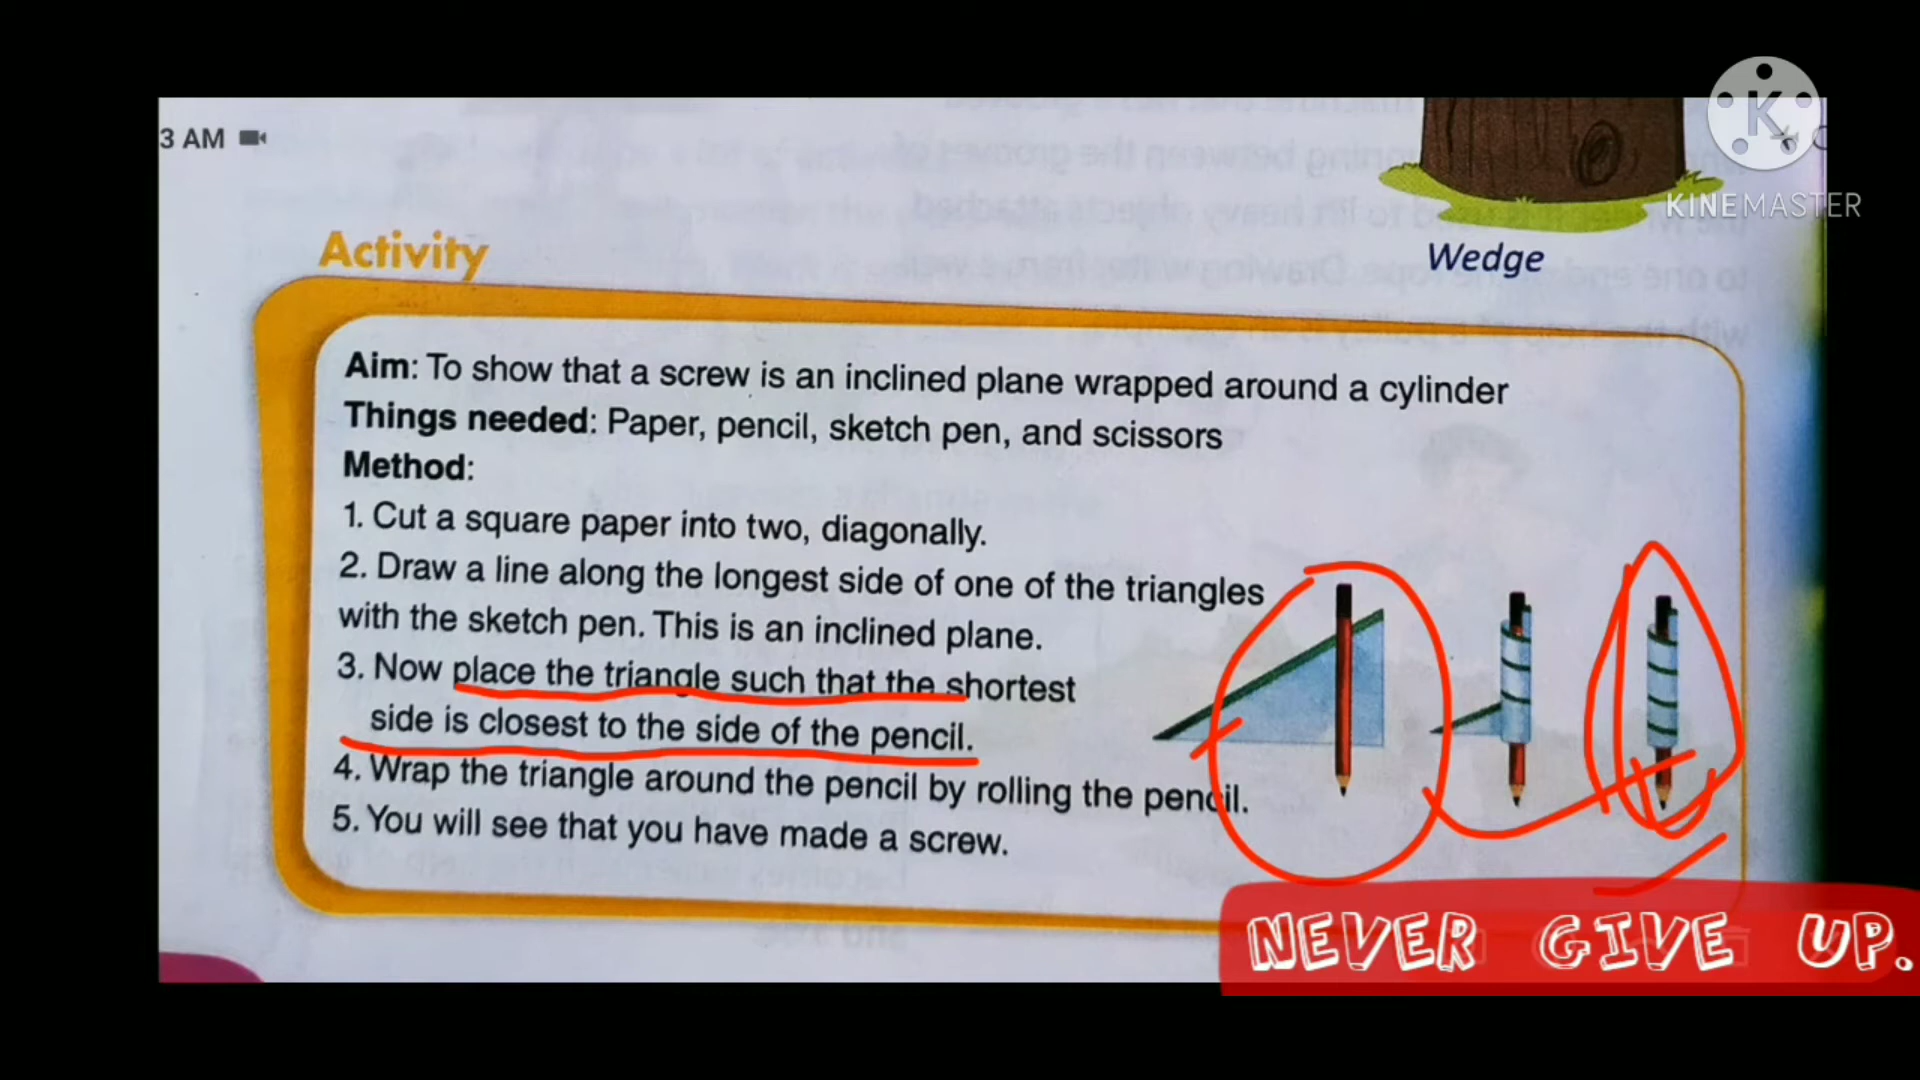 3 AM
KINEMASTER
Wedge
Activity
Aim: To show that a screw is an inclined plane wrapped around a cylinder
Things needed: Paper, pencil, sketch pen, and scissors
Method:
1. Cut a square paper into two, diagonally.
2. Draw a line along the longest side of one of the triangles
with the sketch pen. This is an inclined plane.
3. Now place the triangle such that the shortest
side is closest to the side of the pencil.
4. Wrap the triangle around the pencil by rolling the pencil.
5. You will see that you have made a screw.
NEVER GIVE UP.